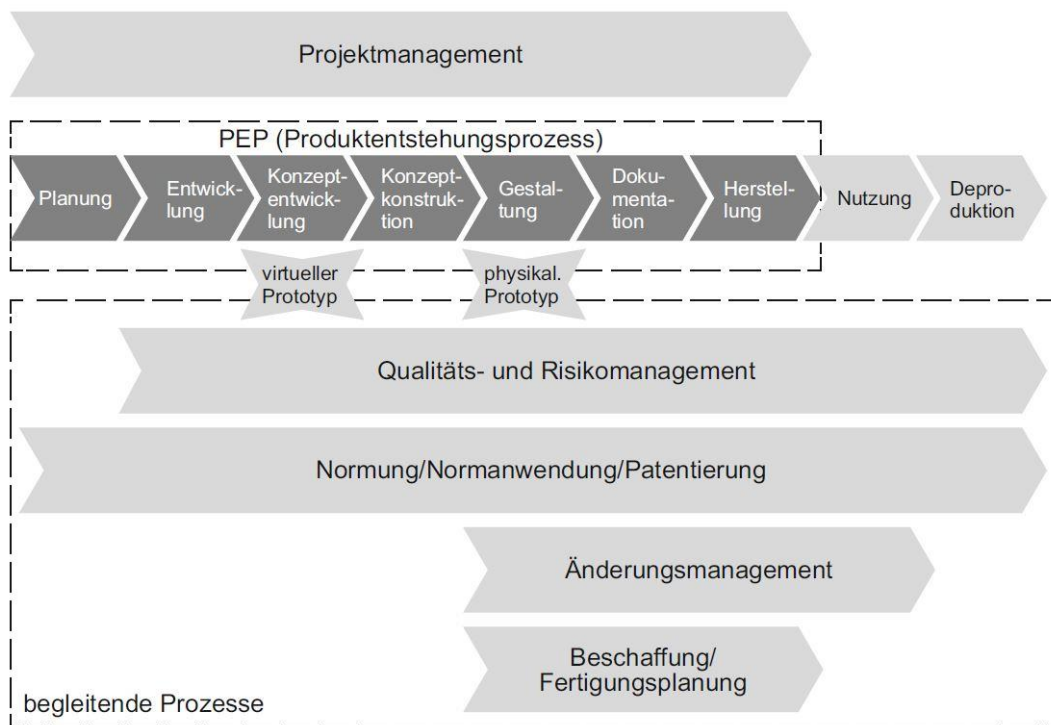 Projektmanagement
PEP (Produktentstehungsprozess)
Planung
Entwick-
lung
Konzept-
entwick-
lung
Konzept-
konstruk-
tion
Gestal-
tung
Doku-
menta-
tion
Herstel-
lung
Nutzung
Depro-
duktion
virtueller
Prototyp
physikal.
Prototyp
Qualitäts- und Risikomanagement
Normung/Normanwendung/Patentierung
Änderungsmanagement
Beschaffung/
Fertigungsplanung
begleitende Prozesse